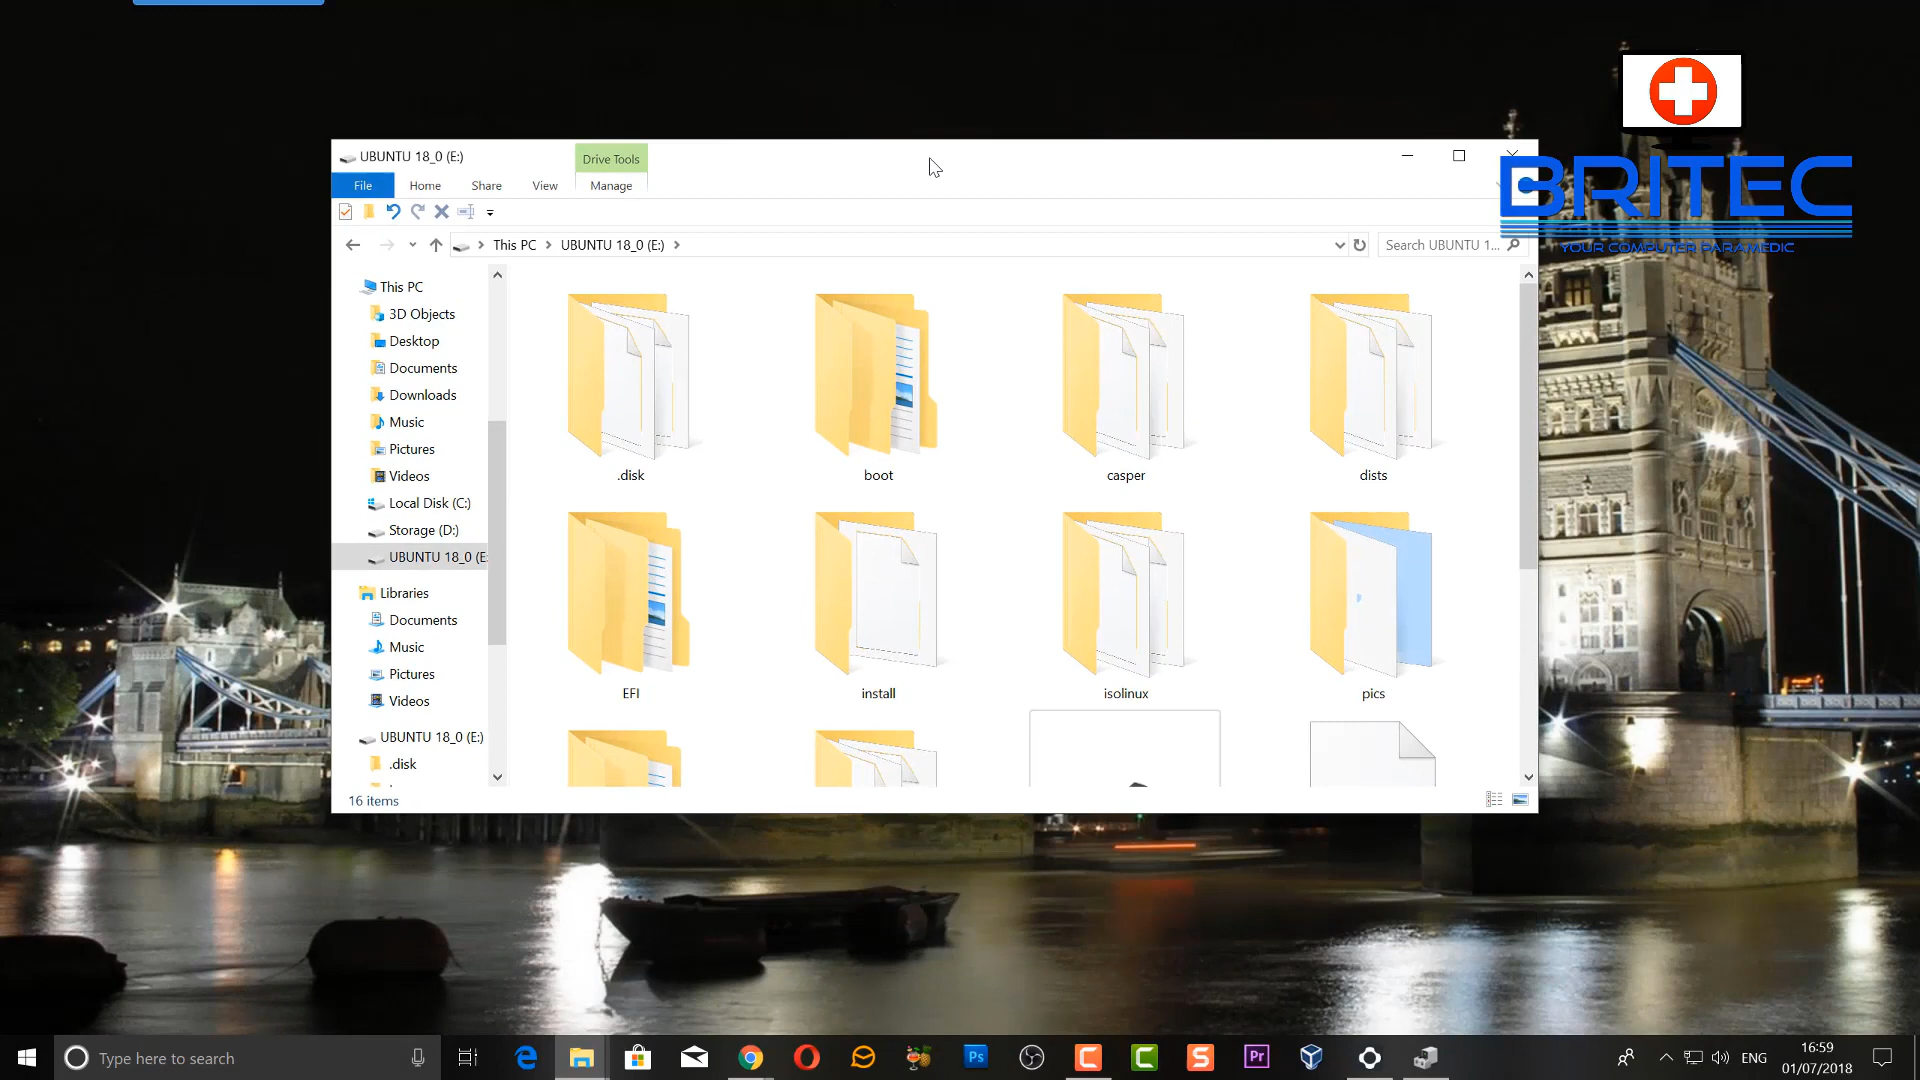 UBUNTU 18_0 (E:)
Drive Tools
File
Home
Share
View
Manage
BRITEC
YOUR COMPUTER PARAMEDIC
This PC
UBUNTU 18_0 (E:)
Search UBUNTU 1...
This PC
3D Objects
Desktop
Documents
Downloads
Music
Pictures
Videos
Local Disk (C:)
Storage (D:)
UBUNTU 18_0 (E:
Libraries
Documents
Music
Pictures
Videos
UBUNTU 18_0 (E:)
.disk
.disk
boot
casper
dists
EFI
install
isolinux
pics
16 items
Type here to search
Ps
Pr
ENG
16:59
01/07/2018